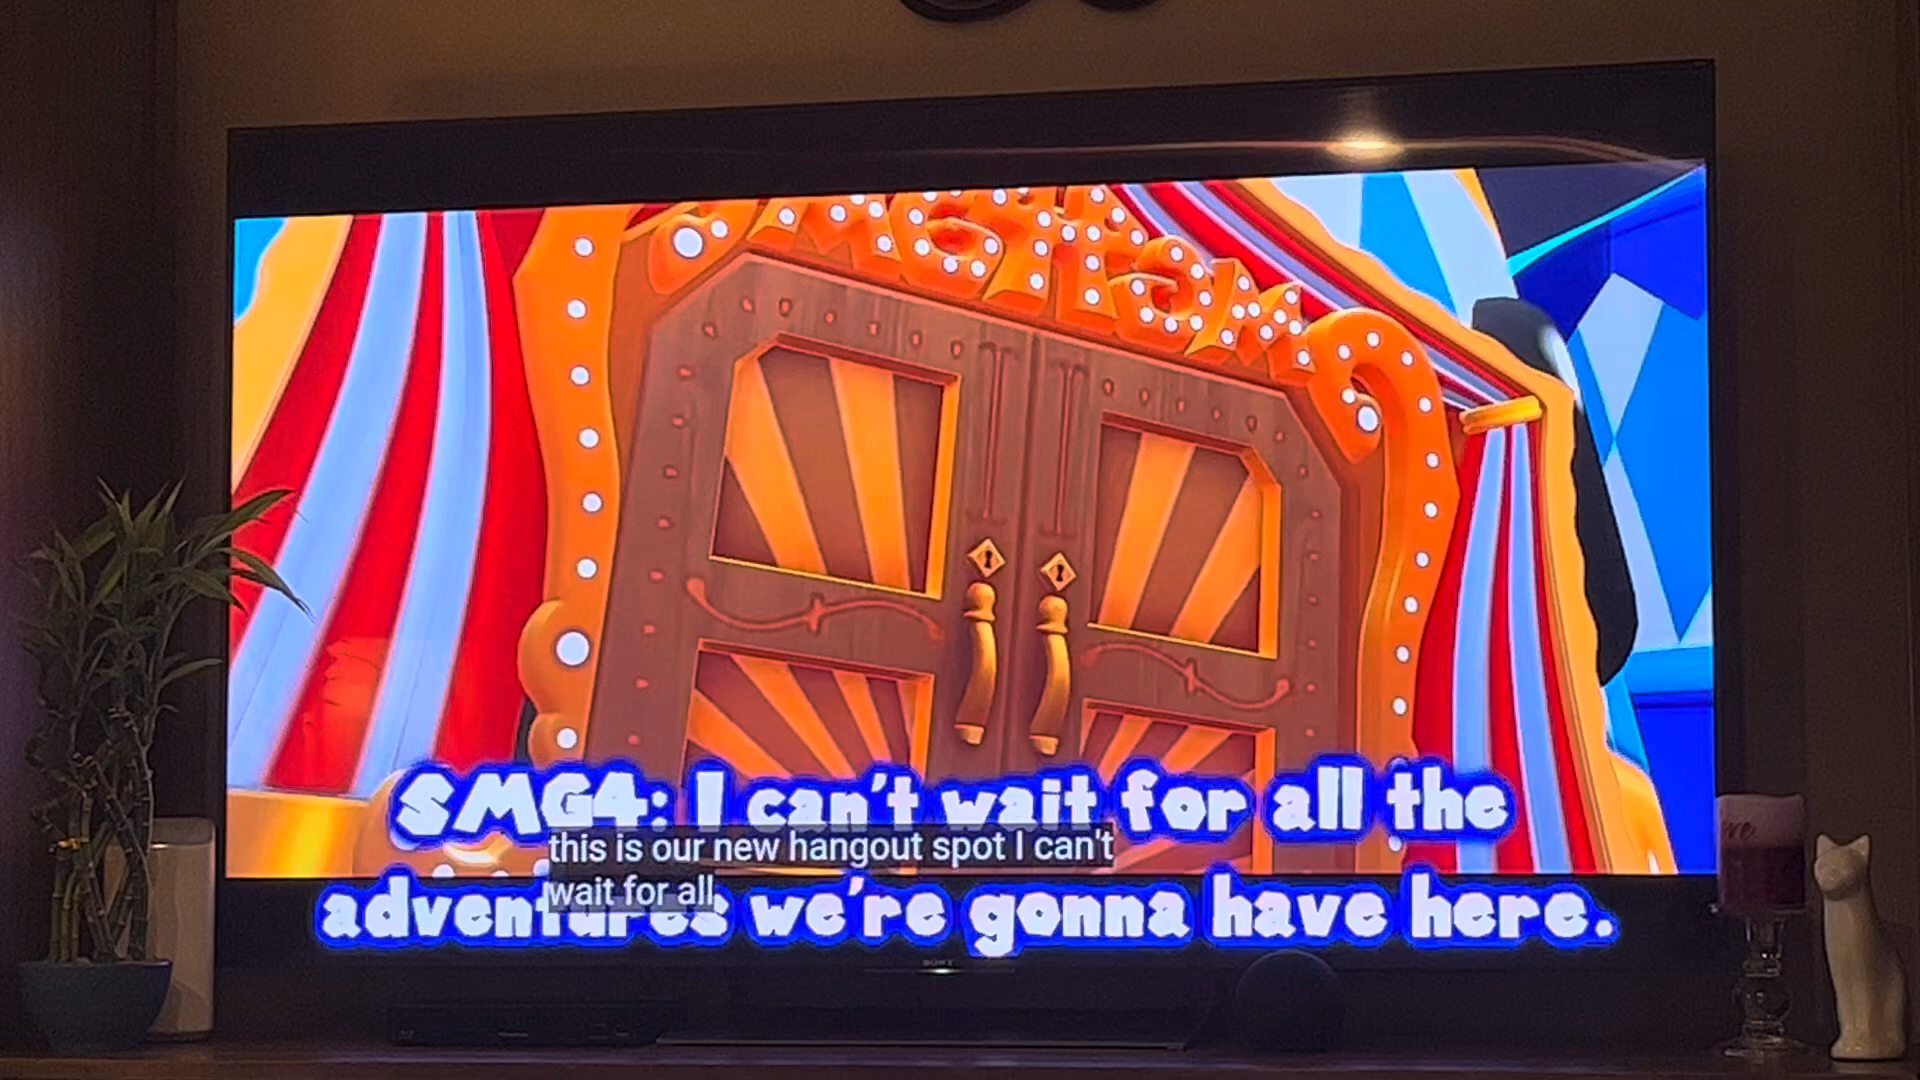 SMG4: I can't wait for all the
this is our new hangout spot I can't
wait for all
adventures we're gonna have here.
SONY